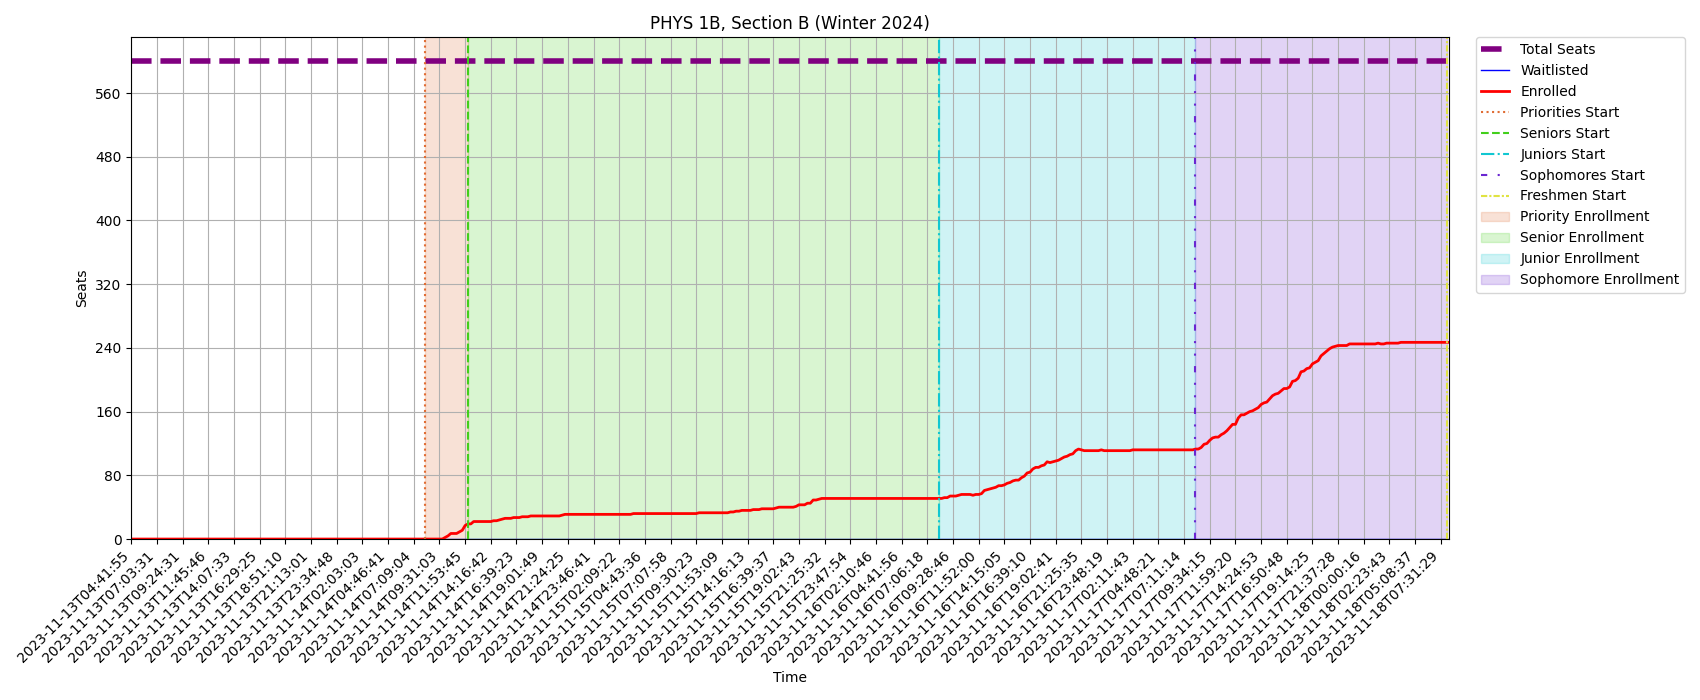 PHYS 1B, Section B (Winter 2024)
Seats
560
480
400
320
240
160
80
0
2023-11-13T04:41:55
2023-11-13T07:03:31
2023-11-13T09:24:31
2023-11-13T11:45:46
2023-11-13T14:07:33
2023-11-13T16:29:25
2023-11-13T18:51:10
2023-11-13T21:13:01
2023-11-13T23:34:48
2023-11-14T02:03:03
2023-11-14T04:46:41
2023-11-14T07:09:04
2023-11-14T09:31:03
2023-11-14T11:53:45
2023-11-14T14:16:42
2023-11-14T16:39:23
2023-11-14T19:01:49
2023-11-14T21:24:25
2023-11-14T23:46:41
2023-11-15T02:09:22
2023-11-15T04:43:36
2023-11-15T07:07:58
2023-11-15T09:30:23
2023-11-15T11:53:09
2023-11-15T14:16:13
2023-11-15T16:39:37
2023-11-15T19:02:43
2023-11-15T21:25:32
2023-11-15T23:47:54
2023-11-16T02:10:46
2023-11-16T04:41:56
2023-11-16T07:06:18
2023-11-16T09:28:46
2023-11-16T11:52:00
2023-11-16T14:15:05
2023-11-16T16:39:10
2023-11-16T19:02:41
2023-11-16T21:25:35
2023-11-16T23:48:19
2023-11-17T02:11:43
2023-11-17T04:48:21
2023-11-17T07:11:14
2023-11-17T09:34:15
2023-11-17T11:59:20
2023-11-17T14:24:53
2023-11-17T16:50:48
2023-11-17T19:14:25
2023-11-17T21:37:28
2023-11-18T00:00:16
2023-11-18T02:23:43
2023-11-18T05:08:37
2023-11-18T07:31:29
Time
Total Seats
Waitlisted
Enrolled
Priorities Start
Seniors Start
Juniors Start
Sophomores Start
Freshmen Start
Priority Enrollment
Senior Enrollment
Junior Enrollment
Sophomore Enrollment